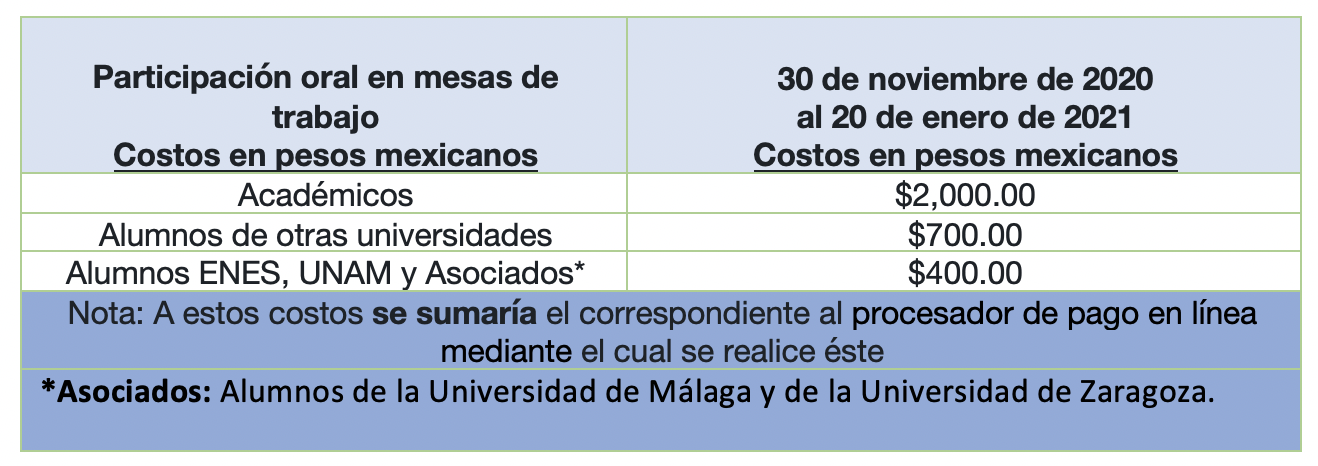 Participación oral en mesas de
trabajo
Costos en pesos mexicanos
30 de noviembre de 2020
al 20 de enero de 2021
Costos en pesos mexicanos
Académicos
$2,000.00
Alumnos de otras universidades
$700.00
Alumnos ENES, UNAM y Asociados*
$400.00
Nota: A estos costos se sumaría el correspondiente al procesador de pago en línea
mediante el cual se realice éste
*Asociados: Alumnos de la Universidad de Málaga y de la Universidad de Zaragoza.